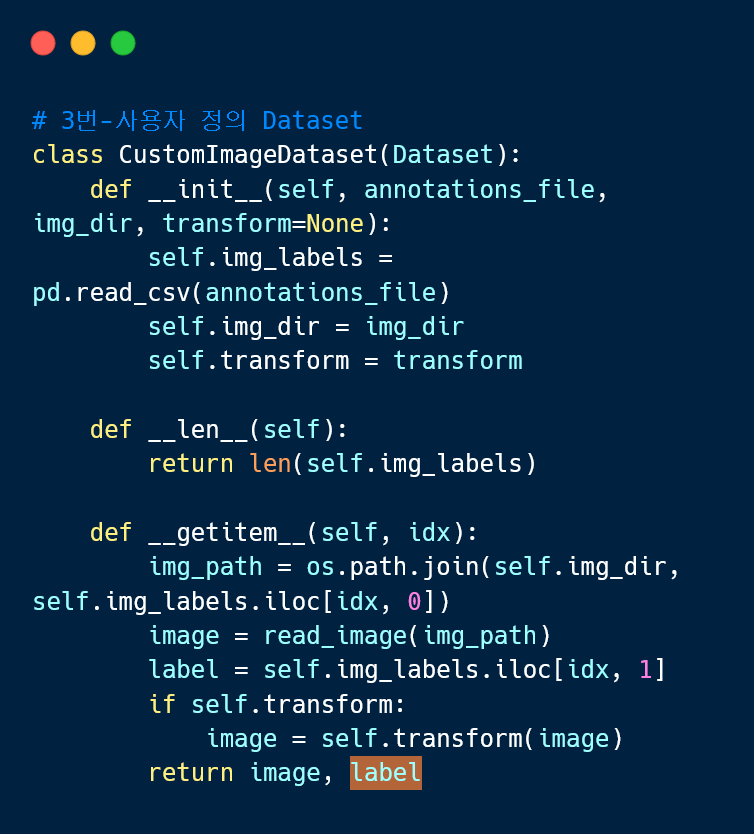 # 3번-사용자 정의 Dataset
class CustomImageDataset(Dataset):
    def __init__(self, annotations_file,
img_dir, transform=None):
        self.img_labels =
pd.read_csv(annotations_file)
        self.img_dir = img_dir
        self.transform = transform

    def __len__(self):
        return len(self.img_labels)

    def __getitem__(self, idx):
        img_path = os.path.join(self.img_dir,
self.img_labels.iloc[idx, 0])
        image = read_image(img_path)
        label = self.img_labels.iloc[idx, 1]
        if self.transform:
            image = self.transform(image)
        return image, label